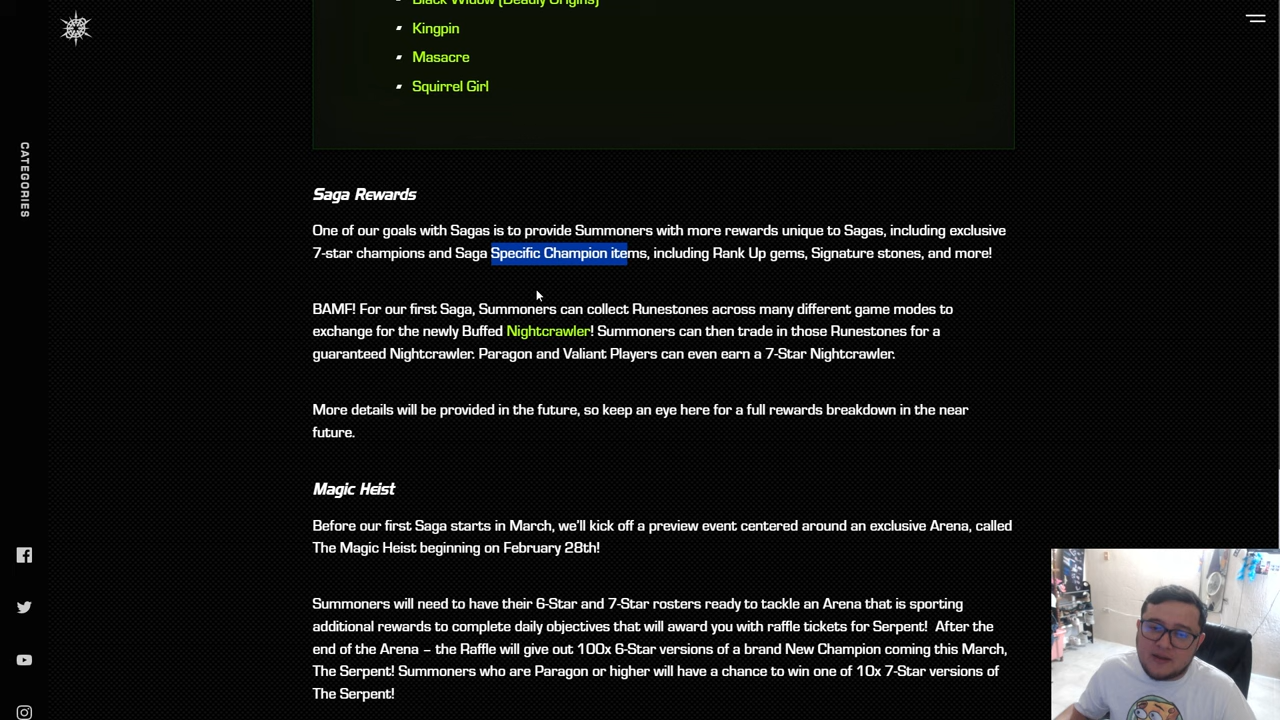 Black Widow (Deadly Origins)
Kingpin
Masacre
Squirrel Girl
CATEGORIES
Saga Rewards
One of our goals with Sagas is to provide Summoners with more rewards unique to Sagas, including exclusive
7-star champions and Saga Specific Champion items, including Rank Up gems, Signature stones, and more!
BAMF! For our first Saga, Summoners can collect Runestones across many different game modes to
exchange for the newly Buffed Nightcrawler! Summoners can then trade in those Runestones for a
guaranteed Nightcrawler. Paragon and Valiant Players can even earn a 7-Star Nightcrawler.
More details will be provided in the future, so keep an eye here for a full rewards breakdown in the near
future.
Magic Heist
Before our first Saga starts in March, we'll kick off a preview event centered around an exclusive Arena, called
The Magic Heist beginning on February 28th!
Summoners will need to have their 6-Star and 7-Star rosters ready to tackle an Arena that is sporting
additional rewards to complete daily objectives that will award you with raffle tickets for Serpent! After the
end of the Arena – the Raffle will give out 100x 6-Star versions of a brand New Champion coming this March,
The Serpent! Summoners who are Paragon or higher will have a chance to win one of 10x 7-Star versions of
The Serpent!